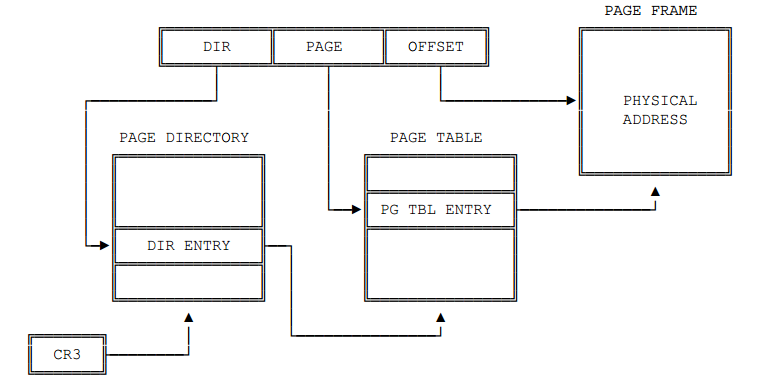 PAGE FRAME
DIR PAGE OFFSET
PHYSICAL
ADDRESS
PAGE DIRECTORY PAGE TABLE
PG TBL ENTRY
DIR ENTRY
CR3